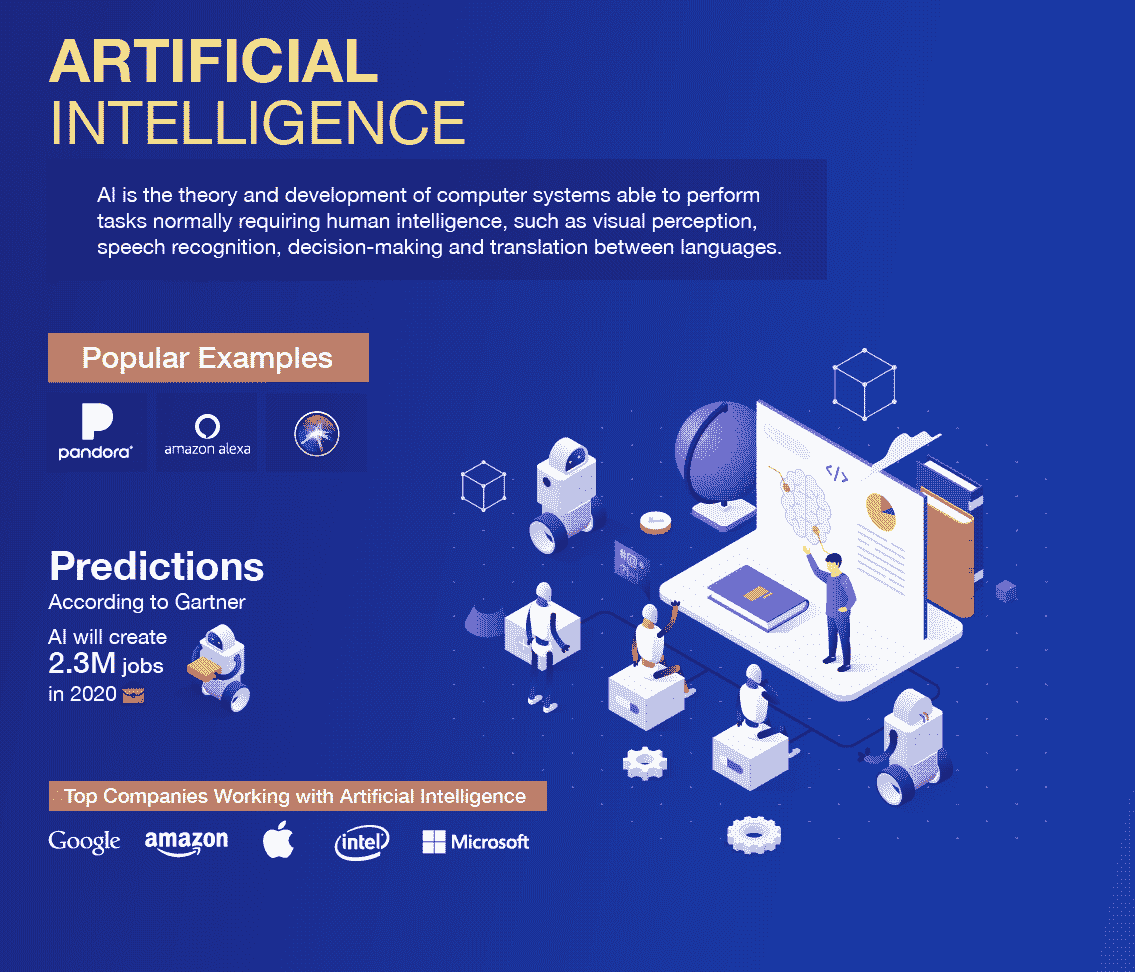 ARTIFICIAL
INTELLIGENCE
AI is the theory and development of computer systems able to perform
tasks normally requiring human intelligence, such as visual perception,
speech recognition, decision-making and translation between languages.
Popular Examples
pandora®
amazon alexa
</>
Predictions
According to Gartner
AI will create
2.3M jobs
in 2020
Top Companies Working with Artificial Intelligence
Google
amazon
intel
Microsoft